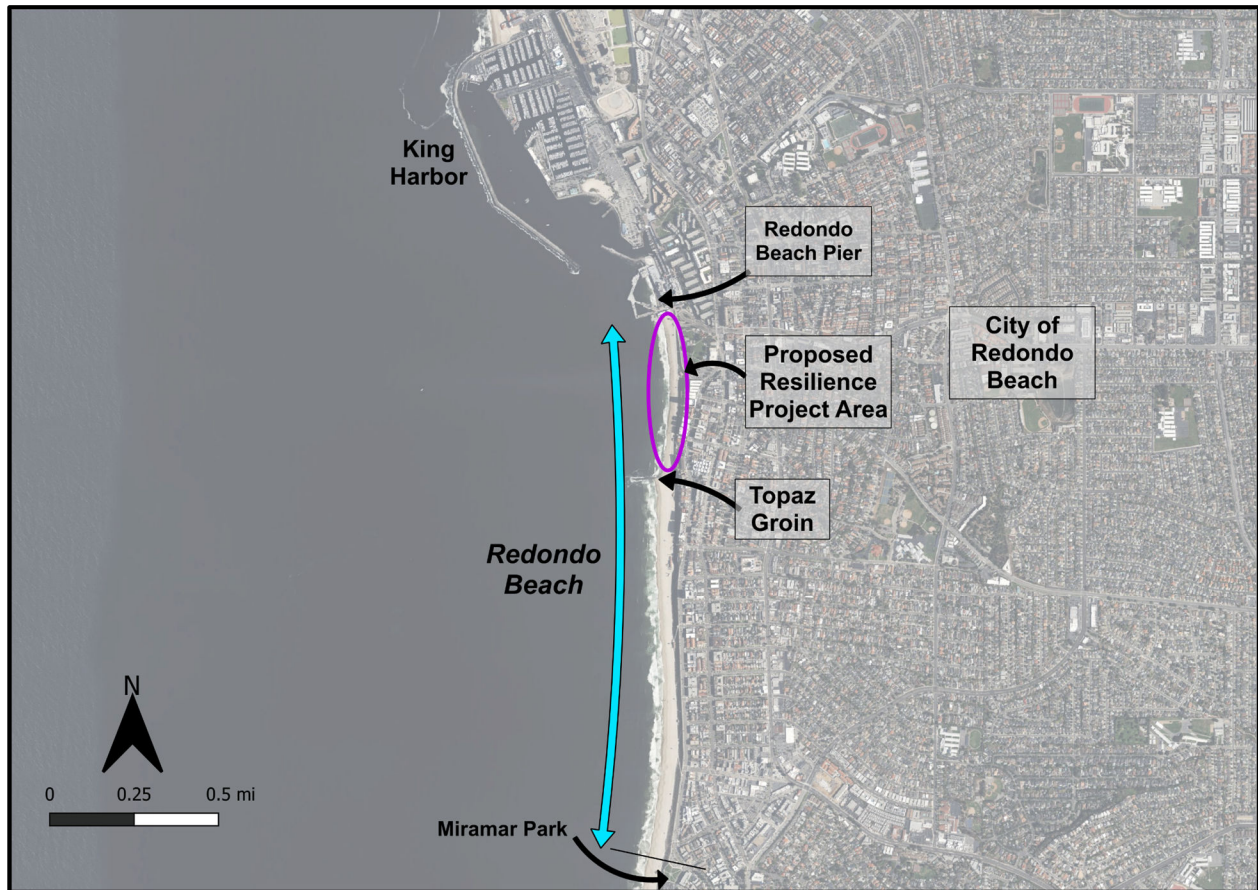 King
Harbor
Redondo
Beach Pier
City of
Redondo
Beach
Proposed
Resilience
Project Area
Topaz
Groin
Redondo
Beach
N
0 0.25 0.5 mi
Miramar Park